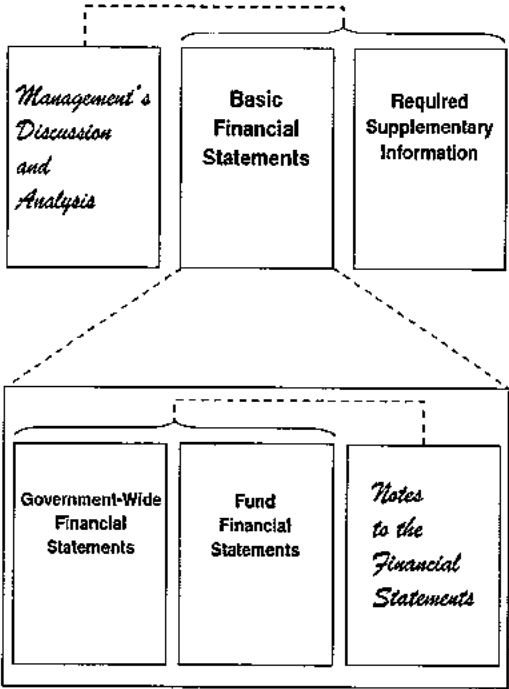 Management's
Discussion
and
Analysis
Basic
Financial
Statements
Required
Supplementary
Information
Government-Wide
Financial
Statements
Fund
Financial
Statements
Notes
to the
Financial
Statements